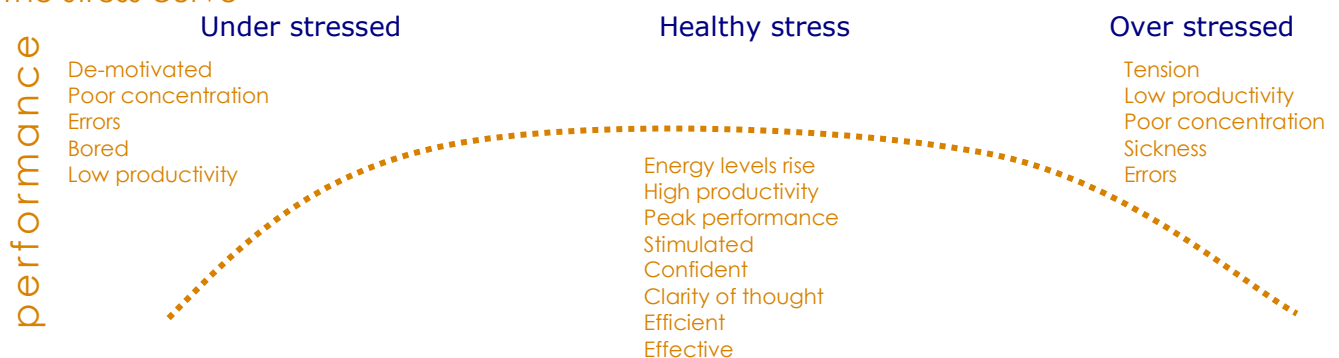 Under stressed
Healthy stress
Over stressed
performance
De-motivated
Poor concentration
Errors
Bored
Low productivity
Energy levels rise
High productivity
Peak performance
Stimulated
Confident
Clarity of thought
Efficient
Effective
Tension
Low productivity
Poor concentration
Sickness
Errors